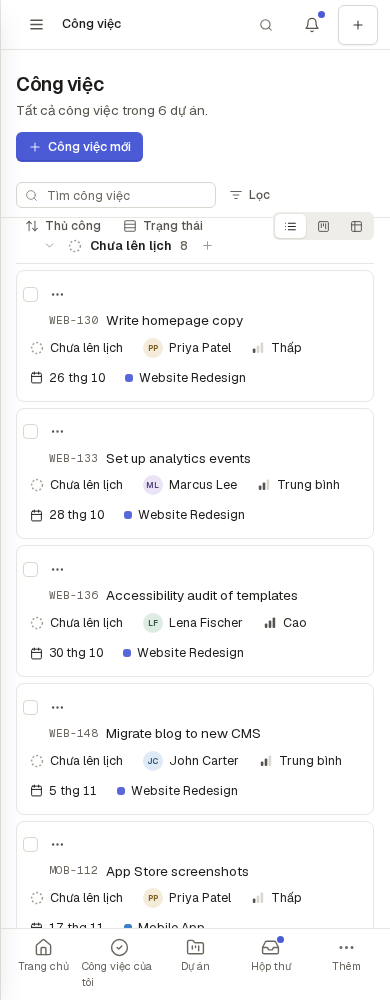 Công việc
Công việc
Tất cả công việc trong 6 dự án.
Công việc mới
Tìm công việc
Lọc
Thủ công
Trạng thái
Chưa lên lịch 8
WEB-130 Write homepage copy
Chưa lên lịch PP Priya Patel Thấp
26 thg 10 Website Redesign
WEB-133 Set up analytics events
Chưa lên lịch ML Marcus Lee Trung bình
28 thg 10 Website Redesign
WEB-136 Accessibility audit of templates
Chưa lên lịch LF Lena Fischer Cao
30 thg 10 Website Redesign
WEB-148 Migrate blog to new CMS
Chưa lên lịch JC John Carter Trung bình
5 thg 11 Website Redesign
MOB-112 App Store screenshots
Chưa lên lịch PP Priya Patel Thấp
17 thg 11 Mobile App
Trang chủ
Công việc của
tôi
Dự án
Hộp thư
Thêm